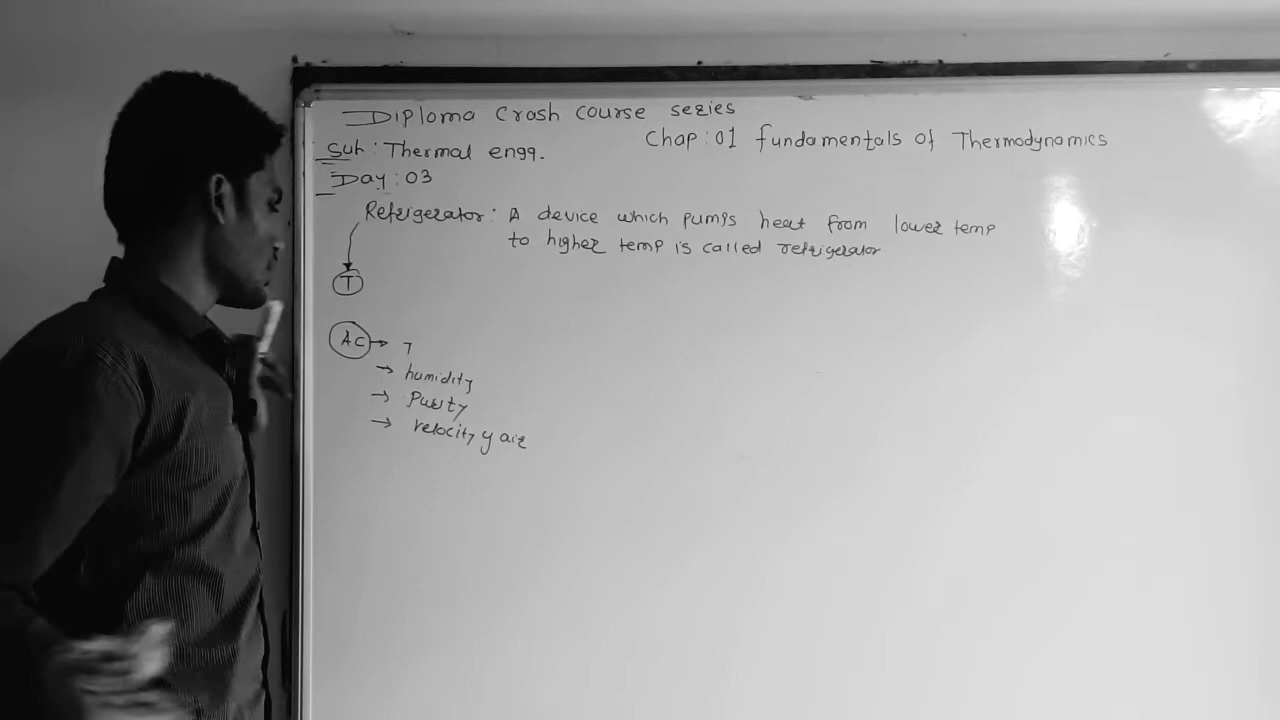 Diploma Crash course series
Sub : Thermal engg.
Chap : 01 fundamentals of Thermodynamics
Day : 03
Refrigerator : A device which pumps heat from lower temp
to higher temp is called refrigerator
T
AC → T
→ humidity
→ Purity
→ velocity of air